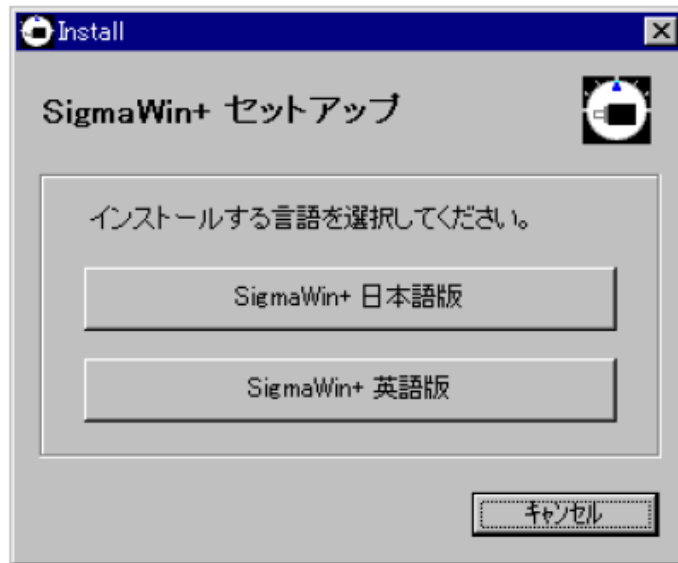 Install
SigmaWin+ セットアップ
インストールする言語を選択してください。
SigmaWin+ 日本語版
SigmaWin+ 英語版
キャンセル